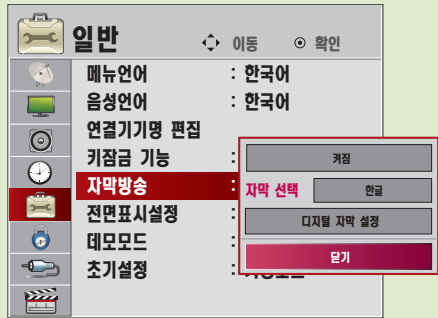 일반 이동 확인
메뉴언어 : 한국어
음성언어 : 한국어
연결기기명 편집
키잠금 기능 :
자막방송 :
전면표시설정 :
데모모드 :
초기설정 :
켜짐
자막 선택 한글
디지털 자막 설정
닫기